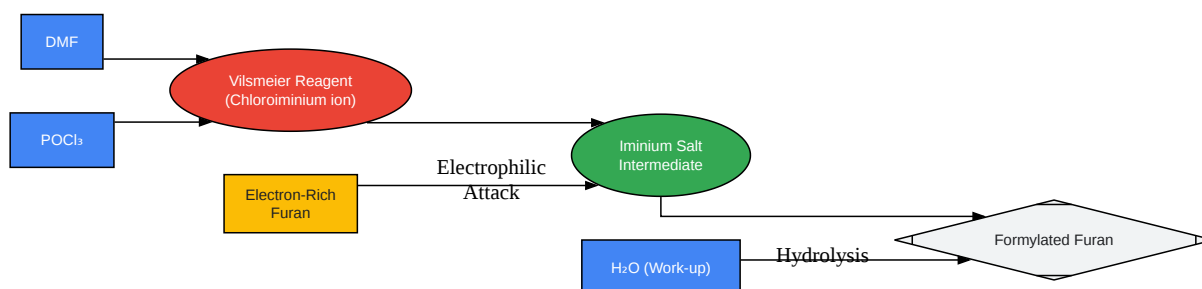 DMF
Vilsmeier Reagent
(Chloroiminium ion)
POCl₃
Iminium Salt
Intermediate
Electrophilic
Attack
Electron-Rich
Furan
Formylated Furan
H₂O (Work-up)
Hydrolysis